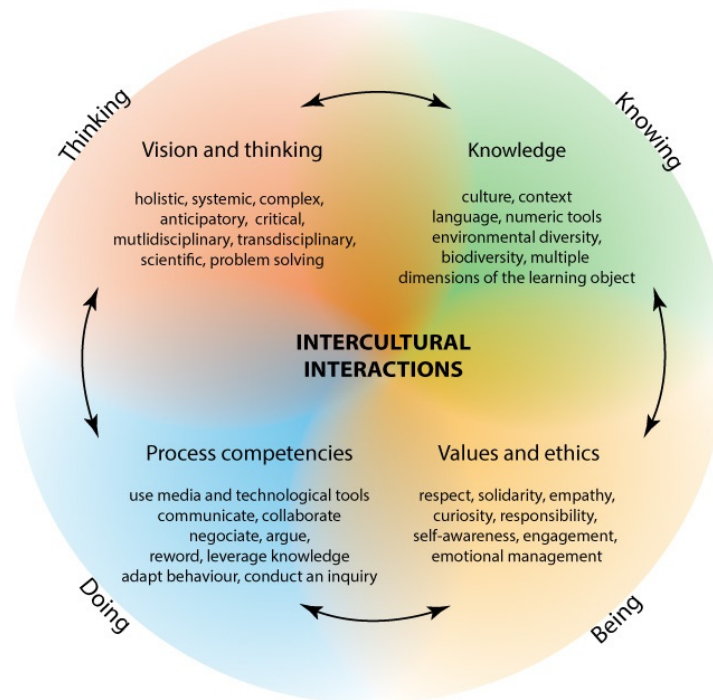 Thinking
Knowing
Vision and thinking
holistic, systemic, complex,
anticipatory, critical,
mutlidisciplinary, transdisciplinary,
scientific, problem solving
Knowledge
culture, context
language, numeric tools
environmental diversity,
biodiversity, multiple
dimensions of the learning object
INTERCULTURAL
INTERACTIONS
Process competencies
use media and technological tools
communicate, collaborate
negociate, argue,
reword, leverage knowledge
adapt behaviour, conduct an inquiry
Values and ethics
respect, solidarity, empathy,
curiosity, responsibility,
self-awareness, engagement,
emotional management
Doing
Being